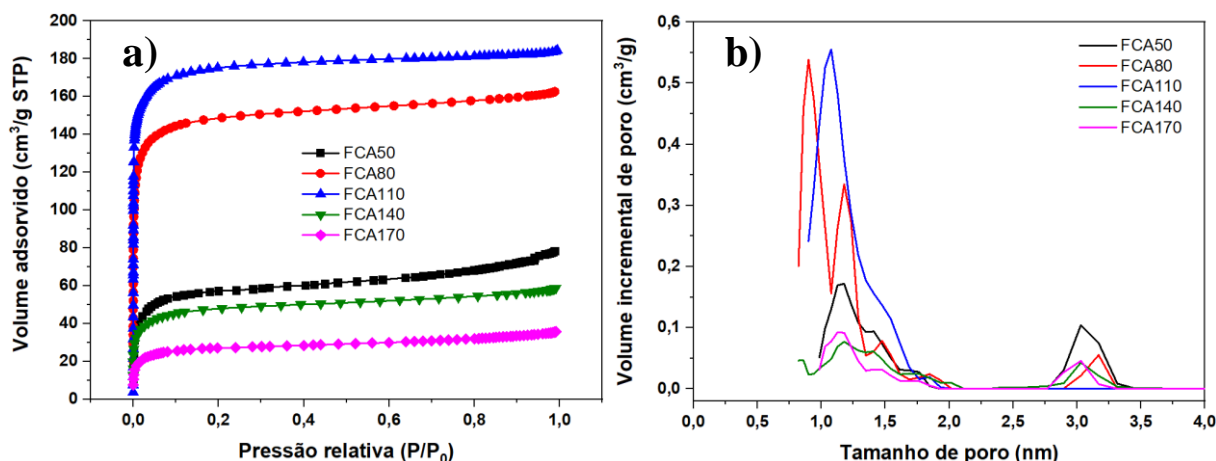 a)
Volume adsorvido (cm³/g STP)
200
180
160
140
120
100
80
60
40
20
0
FCA50
FCA80
FCA110
FCA140
FCA170
0,0 0,2 0,4 0,6 0,8 1,0
Pressão relativa (P/P₀)
b)
Volume incremental de poro (cm³/g)
0,6
0,5
0,4
0,3
0,2
0,1
0,0
FCA50
FCA80
FCA110
FCA140
FCA170
0,0 0,5 1,0 1,5 2,0 2,5 3,0 3,5 4,0
Tamanho de poro (nm)